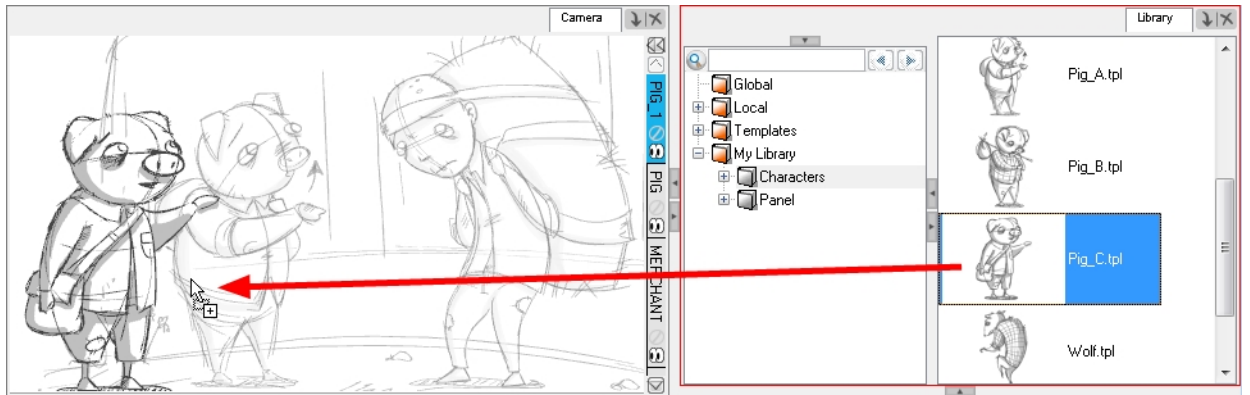 Camera
PIG_1
PIG
MERCHANT
Library
Global
Local
Templates
My Library
Characters
Panel
Pig_A.tpl
Pig_B.tpl
Pig_C.tpl
Wolf.tpl